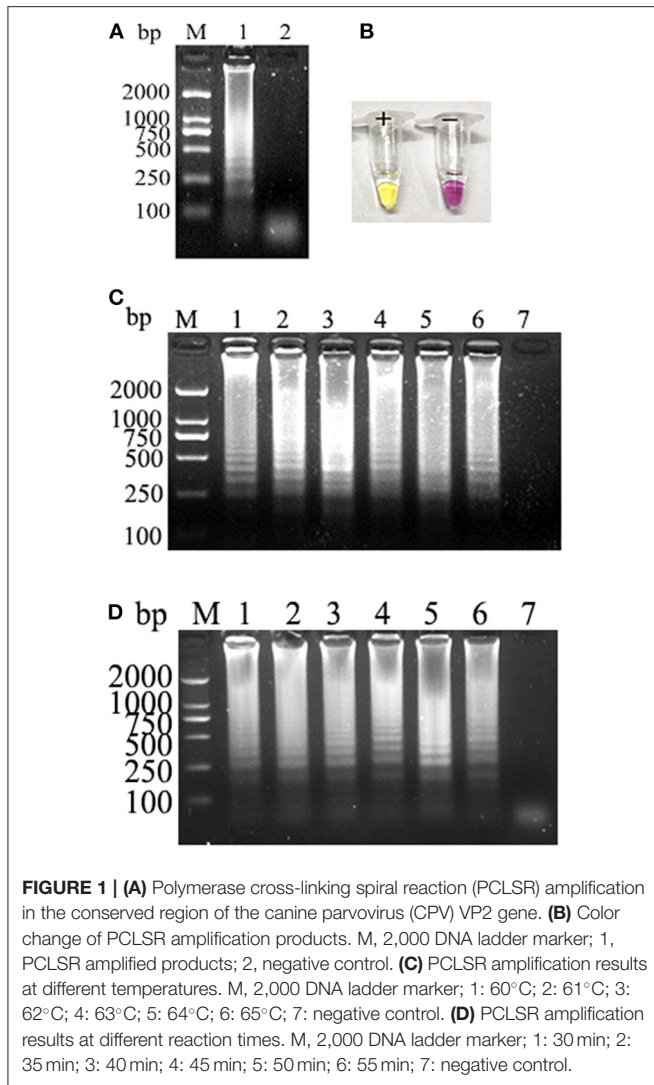 A bp M 1 2
2000
1000
750
500
250
100
B
+ −
C
bp M 1 2 3 4 5 6 7
2000
1000
750
500
250
100
D bp M 1 2 3 4 5 6 7
2000
1000
750
500
250
100
FIGURE 1 | (A) Polymerase cross-linking spiral reaction (PCLSR) amplification
in the conserved region of the canine parvovirus (CPV) VP2 gene. (B) Color
change of PCLSR amplification products. M, 2,000 DNA ladder marker; 1,
PCLSR amplified products; 2, negative control. (C) PCLSR amplification results
at different temperatures. M, 2,000 DNA ladder marker; 1: 60°C; 2: 61°C; 3:
62°C; 4: 63°C; 5: 64°C; 6: 65°C; 7: negative control. (D) PCLSR amplification
results at different reaction times. M, 2,000 DNA ladder marker; 1: 30 min; 2:
35 min; 3: 40 min; 4: 45 min; 5: 50 min; 6: 55 min; 7: negative control.